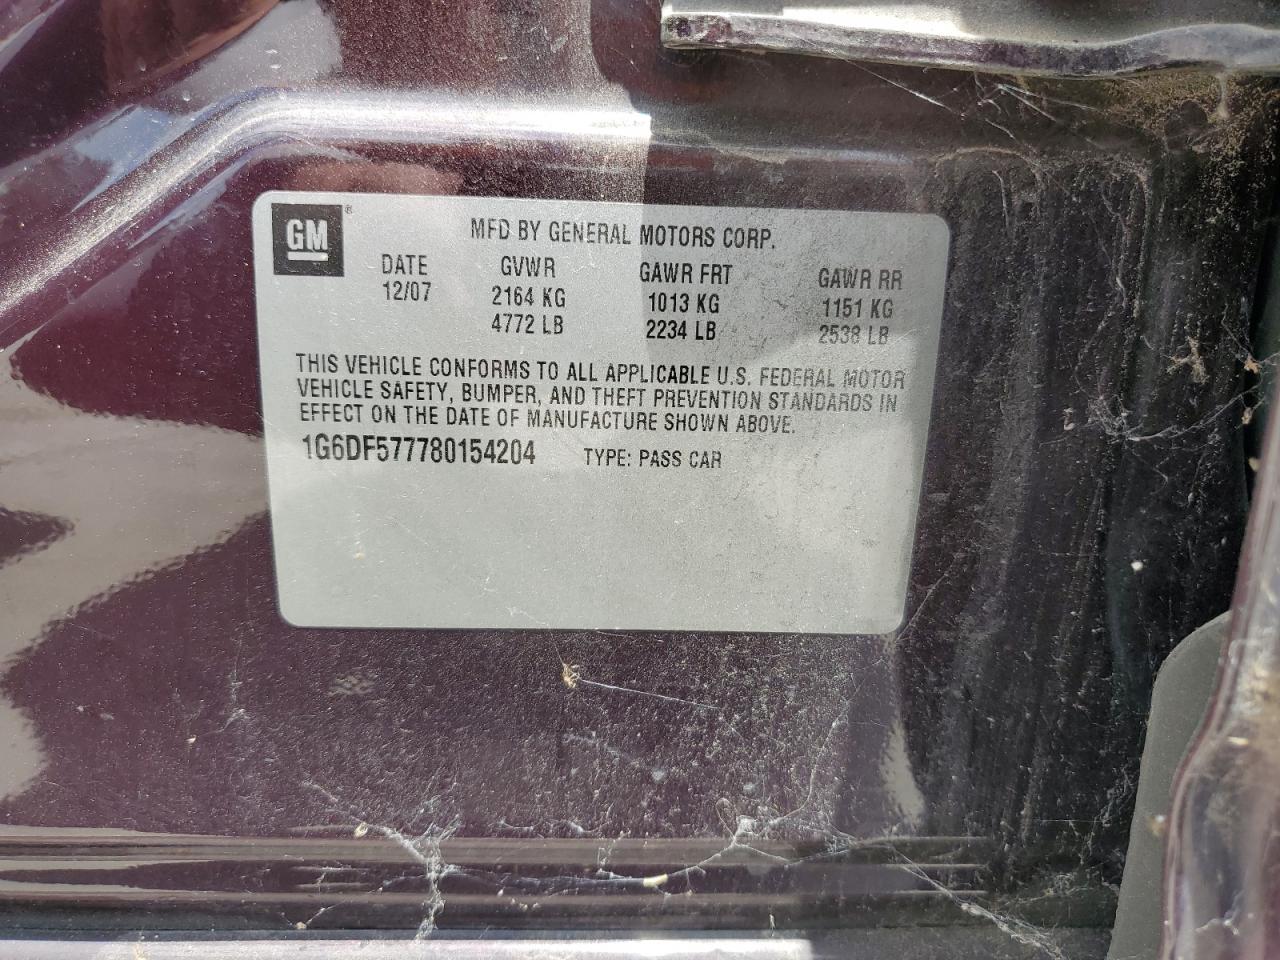 GM ®
MFD BY GENERAL MOTORS CORP.
DATE GVWR GAWR FRT GAWR RR
12/07 2164 KG 1013 KG 1151 KG
4772 LB 2234 LB 2538 LB
THIS VEHICLE CONFORMS TO ALL APPLICABLE U.S. FEDERAL MOTOR
VEHICLE SAFETY, BUMPER, AND THEFT PREVENTION STANDARDS IN
EFFECT ON THE DATE OF MANUFACTURE SHOWN ABOVE.
1G6DF577780154204 TYPE: PASS CAR